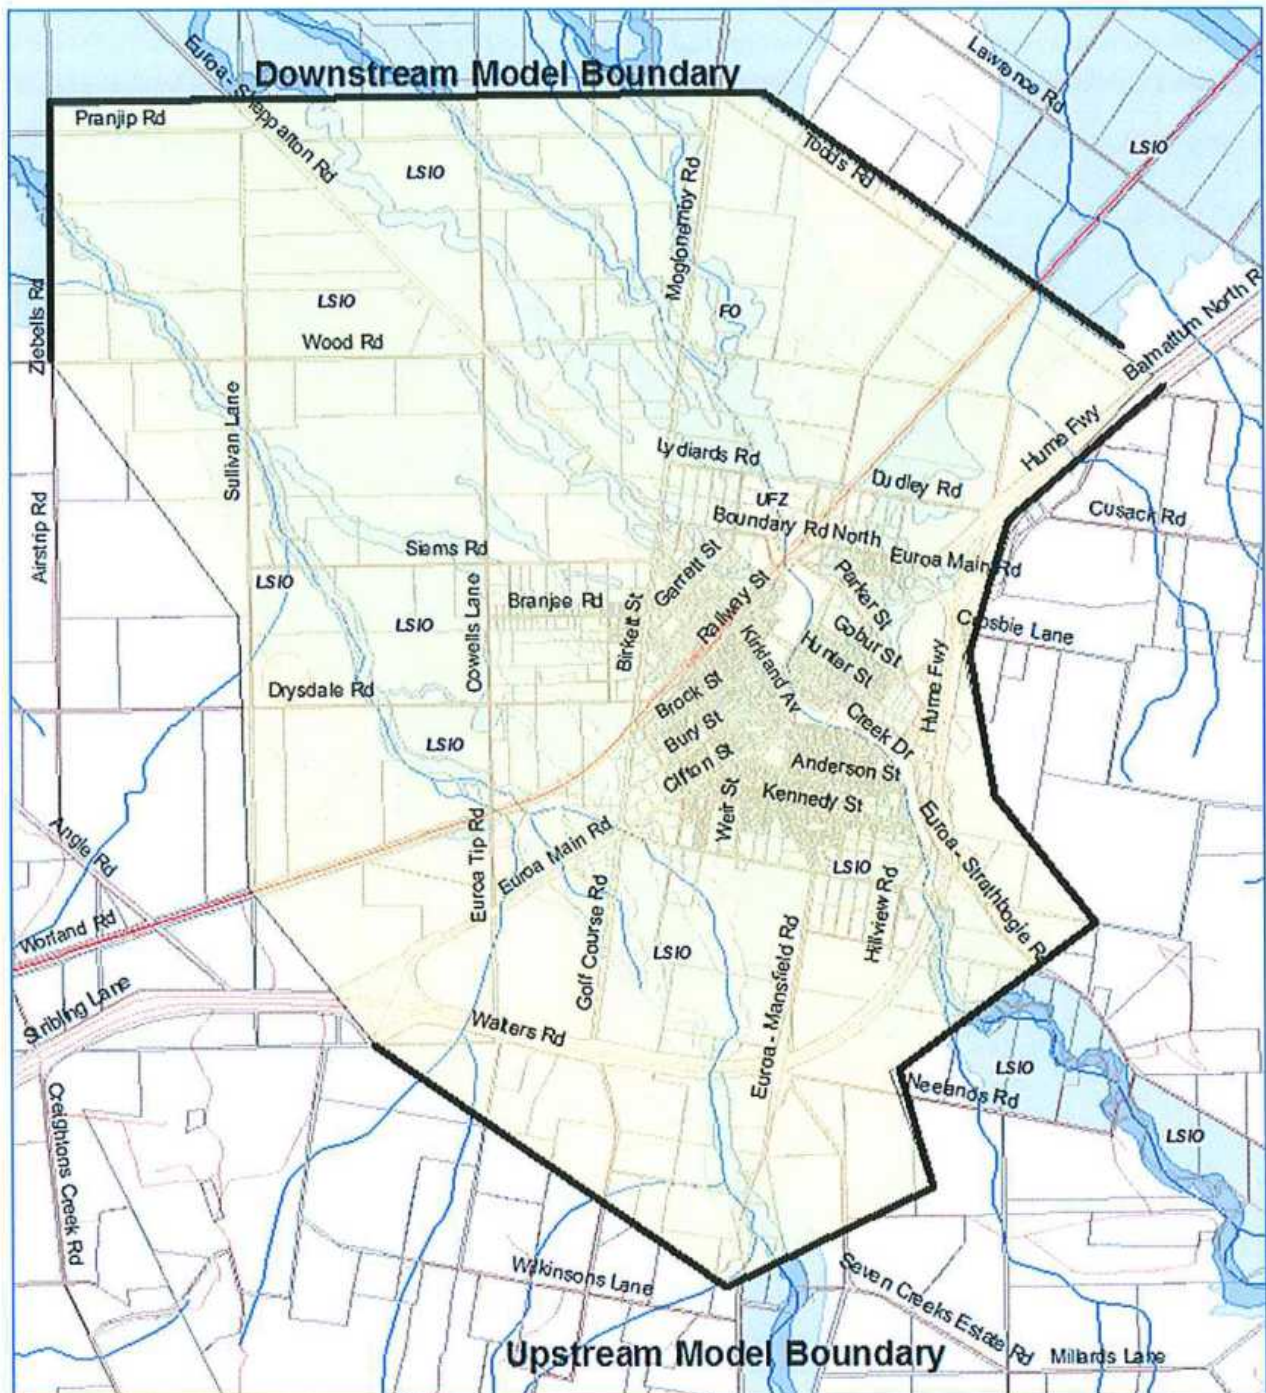 Lawrence Rd
Euroa - Shepparton Rd
Downstream Model Boundary
Pranjip Rd
Todds Rd
LSIO
LSIO
Moglonemby Rd
Ziebells Rd
LSIO
FO
Wood Rd
Barnattum North R
Sullivan Lane
Hume Fwy
Lydiards Rd
Dudley Rd
UFZ
Cusack Rd
Boundary Rd North
Airstrip Rd
Siems Rd
Garrett St
Euroa Main Rd
LSIO
Parker St
Railway St
Branjee Rd
Cowells Lane
Birkett St
LSIO
Gobur St
Crosbie Lane
Kirkland Av
Hunter St
Drysdale Rd
Brock St
Hume Fwy
Creek Dr
Bury St
LSIO
Clifton St
Anderson St
Weir St
Kennedy St
Angle Rd
Euroa Tip Rd
Euroa Main Rd
LSIO
Euroa - Strathbogie R
Worland Rd
Golf Course Rd
Hillview Rd
LSIO
Euroa - Mansfield Rd
Stribling Lane
Walters Rd
LSIO
Neelands Rd
LSIO
Creightons Creek Rd
Wilkinsons Lane
Seven Creeks Estate Rd
Upstream Model Boundary
Millards Lane